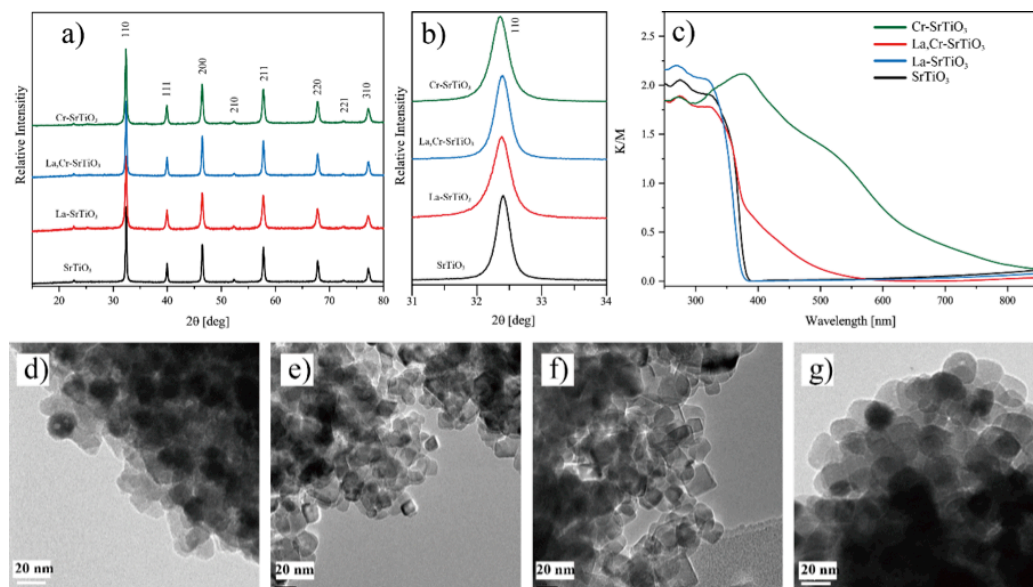 a)
Relative Intensitiy
Cr-SrTiO3
La,Cr-SrTiO3
La-SrTiO3
SrTiO3
110
111
200
210
211
220
221
310
20 30 40 50 60 70 80
2θ [deg]
b)
Relative Intensitiy
110
Cr-SrTiO3
La,Cr-SrTiO3
La-SrTiO3
SrTiO3
31 32 33 34
2θ [deg]
c)
Cr-SrTiO3
La,Cr-SrTiO3
La-SrTiO3
SrTiO3
K/M
2.5
2.0
1.5
1.0
0.5
0.0
300 400 500 600 700 800
Wavelength [nm]
d)
20 nm
e)
20 nm
f)
20 nm
g)
20 nm